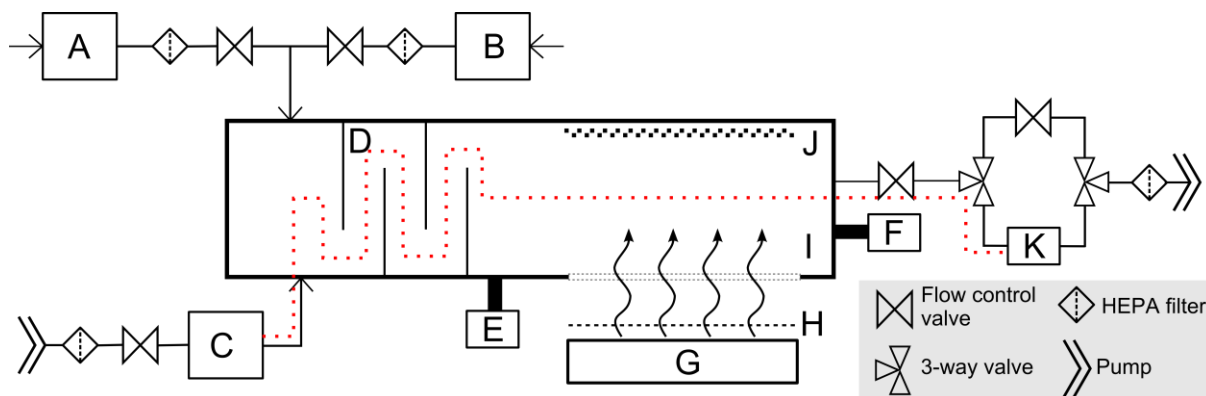 A
B
D
J
F
I
K
C
E
H
G
Flow control
valve
HEPA filter
3-way valve
Pump